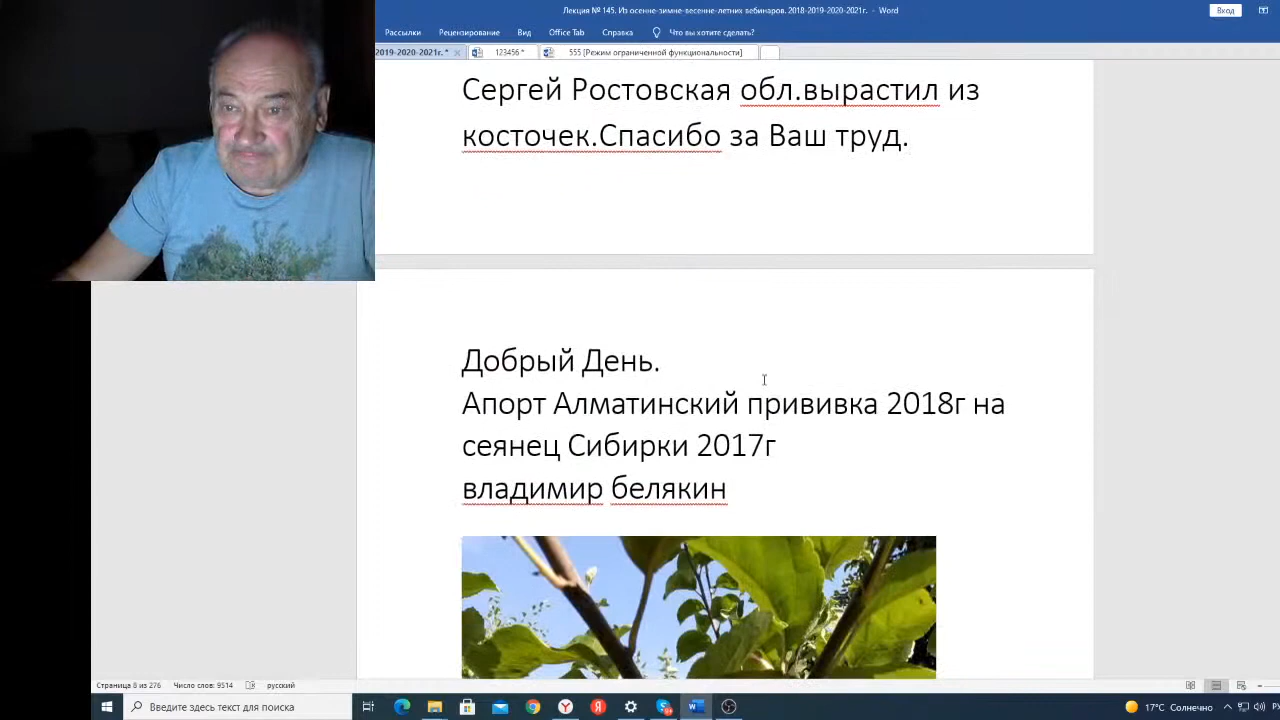 Лекция № 145. Из осенне-зимне-весенне-летних вебинаров. 2018-2019-2020-2021г. - Word
Вход
Рассылки Рецензирование Вид Office Tab Справка Что вы хотите сделать?
2019-2020-2021г. * 123456 * 555 [Режим ограниченной функциональности]
Сергей Ростовская обл.вырастил из
косточек.Спасибо за Ваш труд.
Добрый День.
Апорт Алматинский прививка 2018г на
сеянец Сибирки 2017г
владимир белякин
Страница 8 из 276 Число слов: 9514 русский
Введите здесь текст для поиска
17°C Солнечно